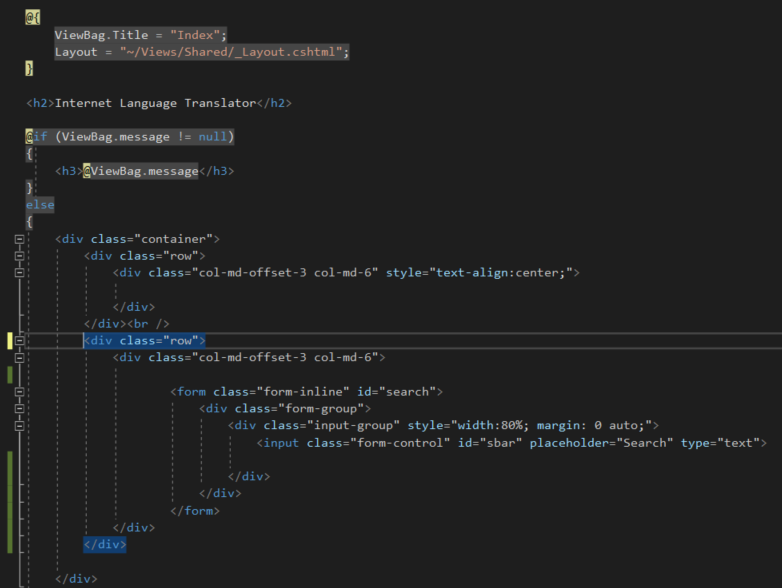 @{
ViewBag.Title = "Index";
Layout = "~/Views/Shared/_Layout.cshtml";
}
<h2>Internet Language Translator</h2>
@if (ViewBag.message != null)
{
<h3>@ViewBag.message</h3>
}
else
{
<div class="container">
<div class="row">
<div class="col-md-offset-3 col-md-6" style="text-align:center;">
</div>
</div><br />
<div class="row">
<div class="col-md-offset-3 col-md-6">
<form class="form-inline" id="search">
<div class="form-group">
<div class="input-group" style="width:80%; margin: 0 auto;">
<input class="form-control" id="sbar" placeholder="Search" type="text">
</div>
</div>
</form>
</div>
</div>
</div>